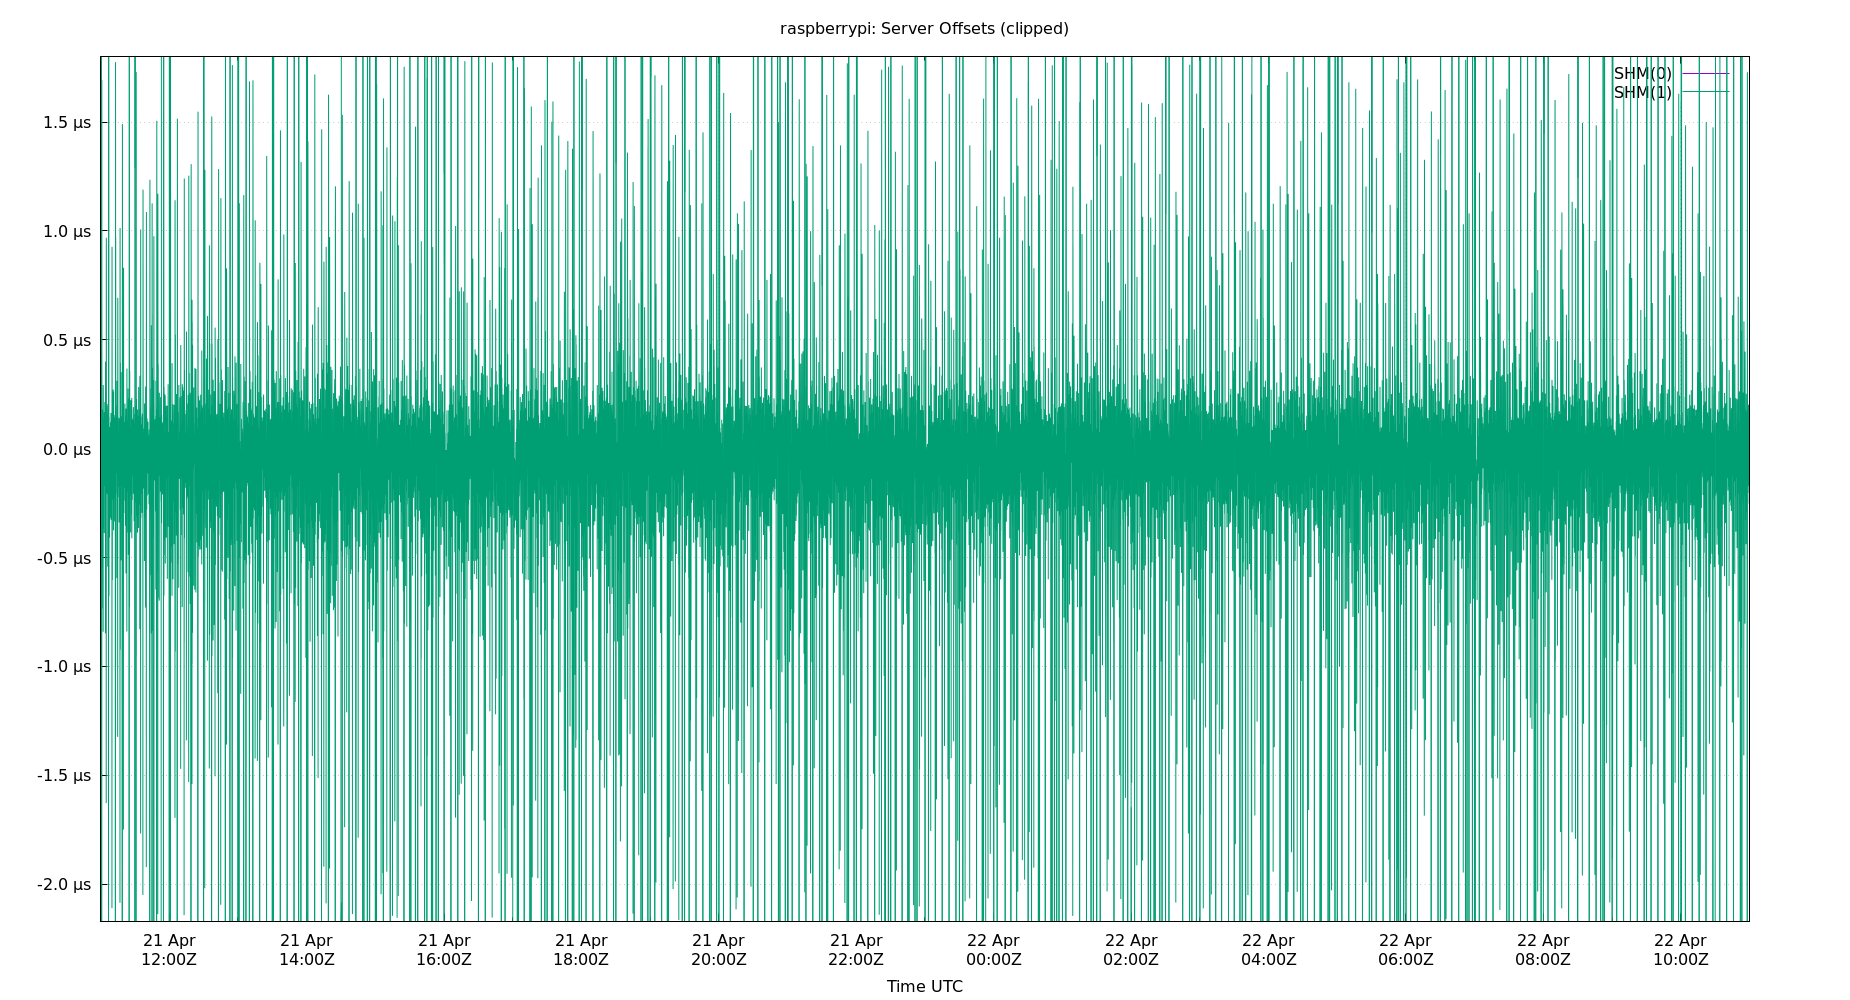 raspberrypi: Server Offsets (clipped)
SHM(0)
SHM(1)
1.5 µs
1.0 µs
0.5 µs
0.0 µs
-0.5 µs
-1.0 µs
-1.5 µs
-2.0 µs
21 Apr 21 Apr 21 Apr 21 Apr 21 Apr 21 Apr 22 Apr 22 Apr 22 Apr 22 Apr 22 Apr 22 Apr
12:00Z 14:00Z 16:00Z 18:00Z 20:00Z 22:00Z 00:00Z 02:00Z 04:00Z 06:00Z 08:00Z 10:00Z
Time UTC